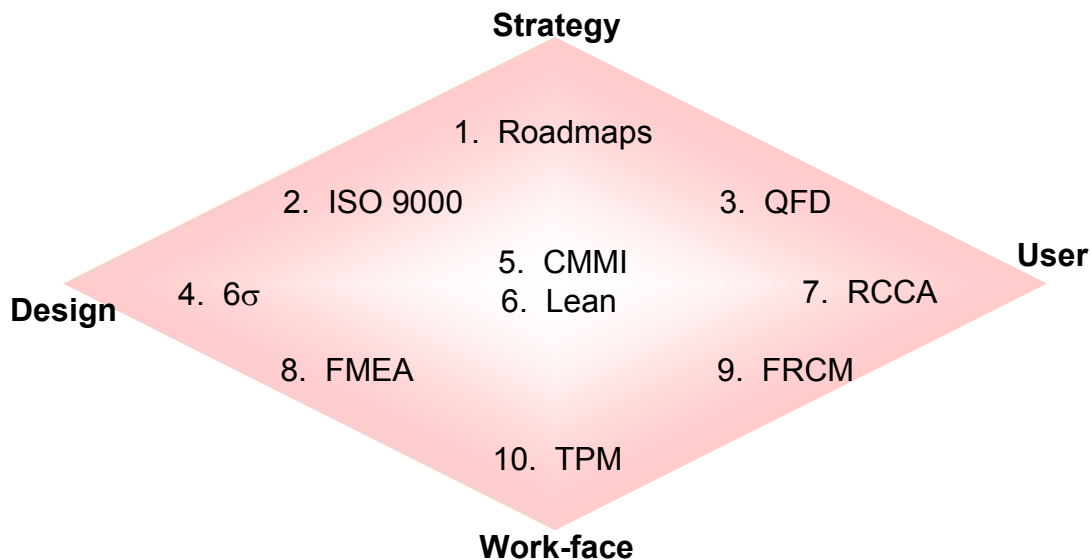 Strategy
1. Roadmaps
2. ISO 9000
3. QFD
5. CMMI
User
4. 6σ
6. Lean
7. RCCA
Design
8. FMEA
9. FRCM
10. TPM
Work-face